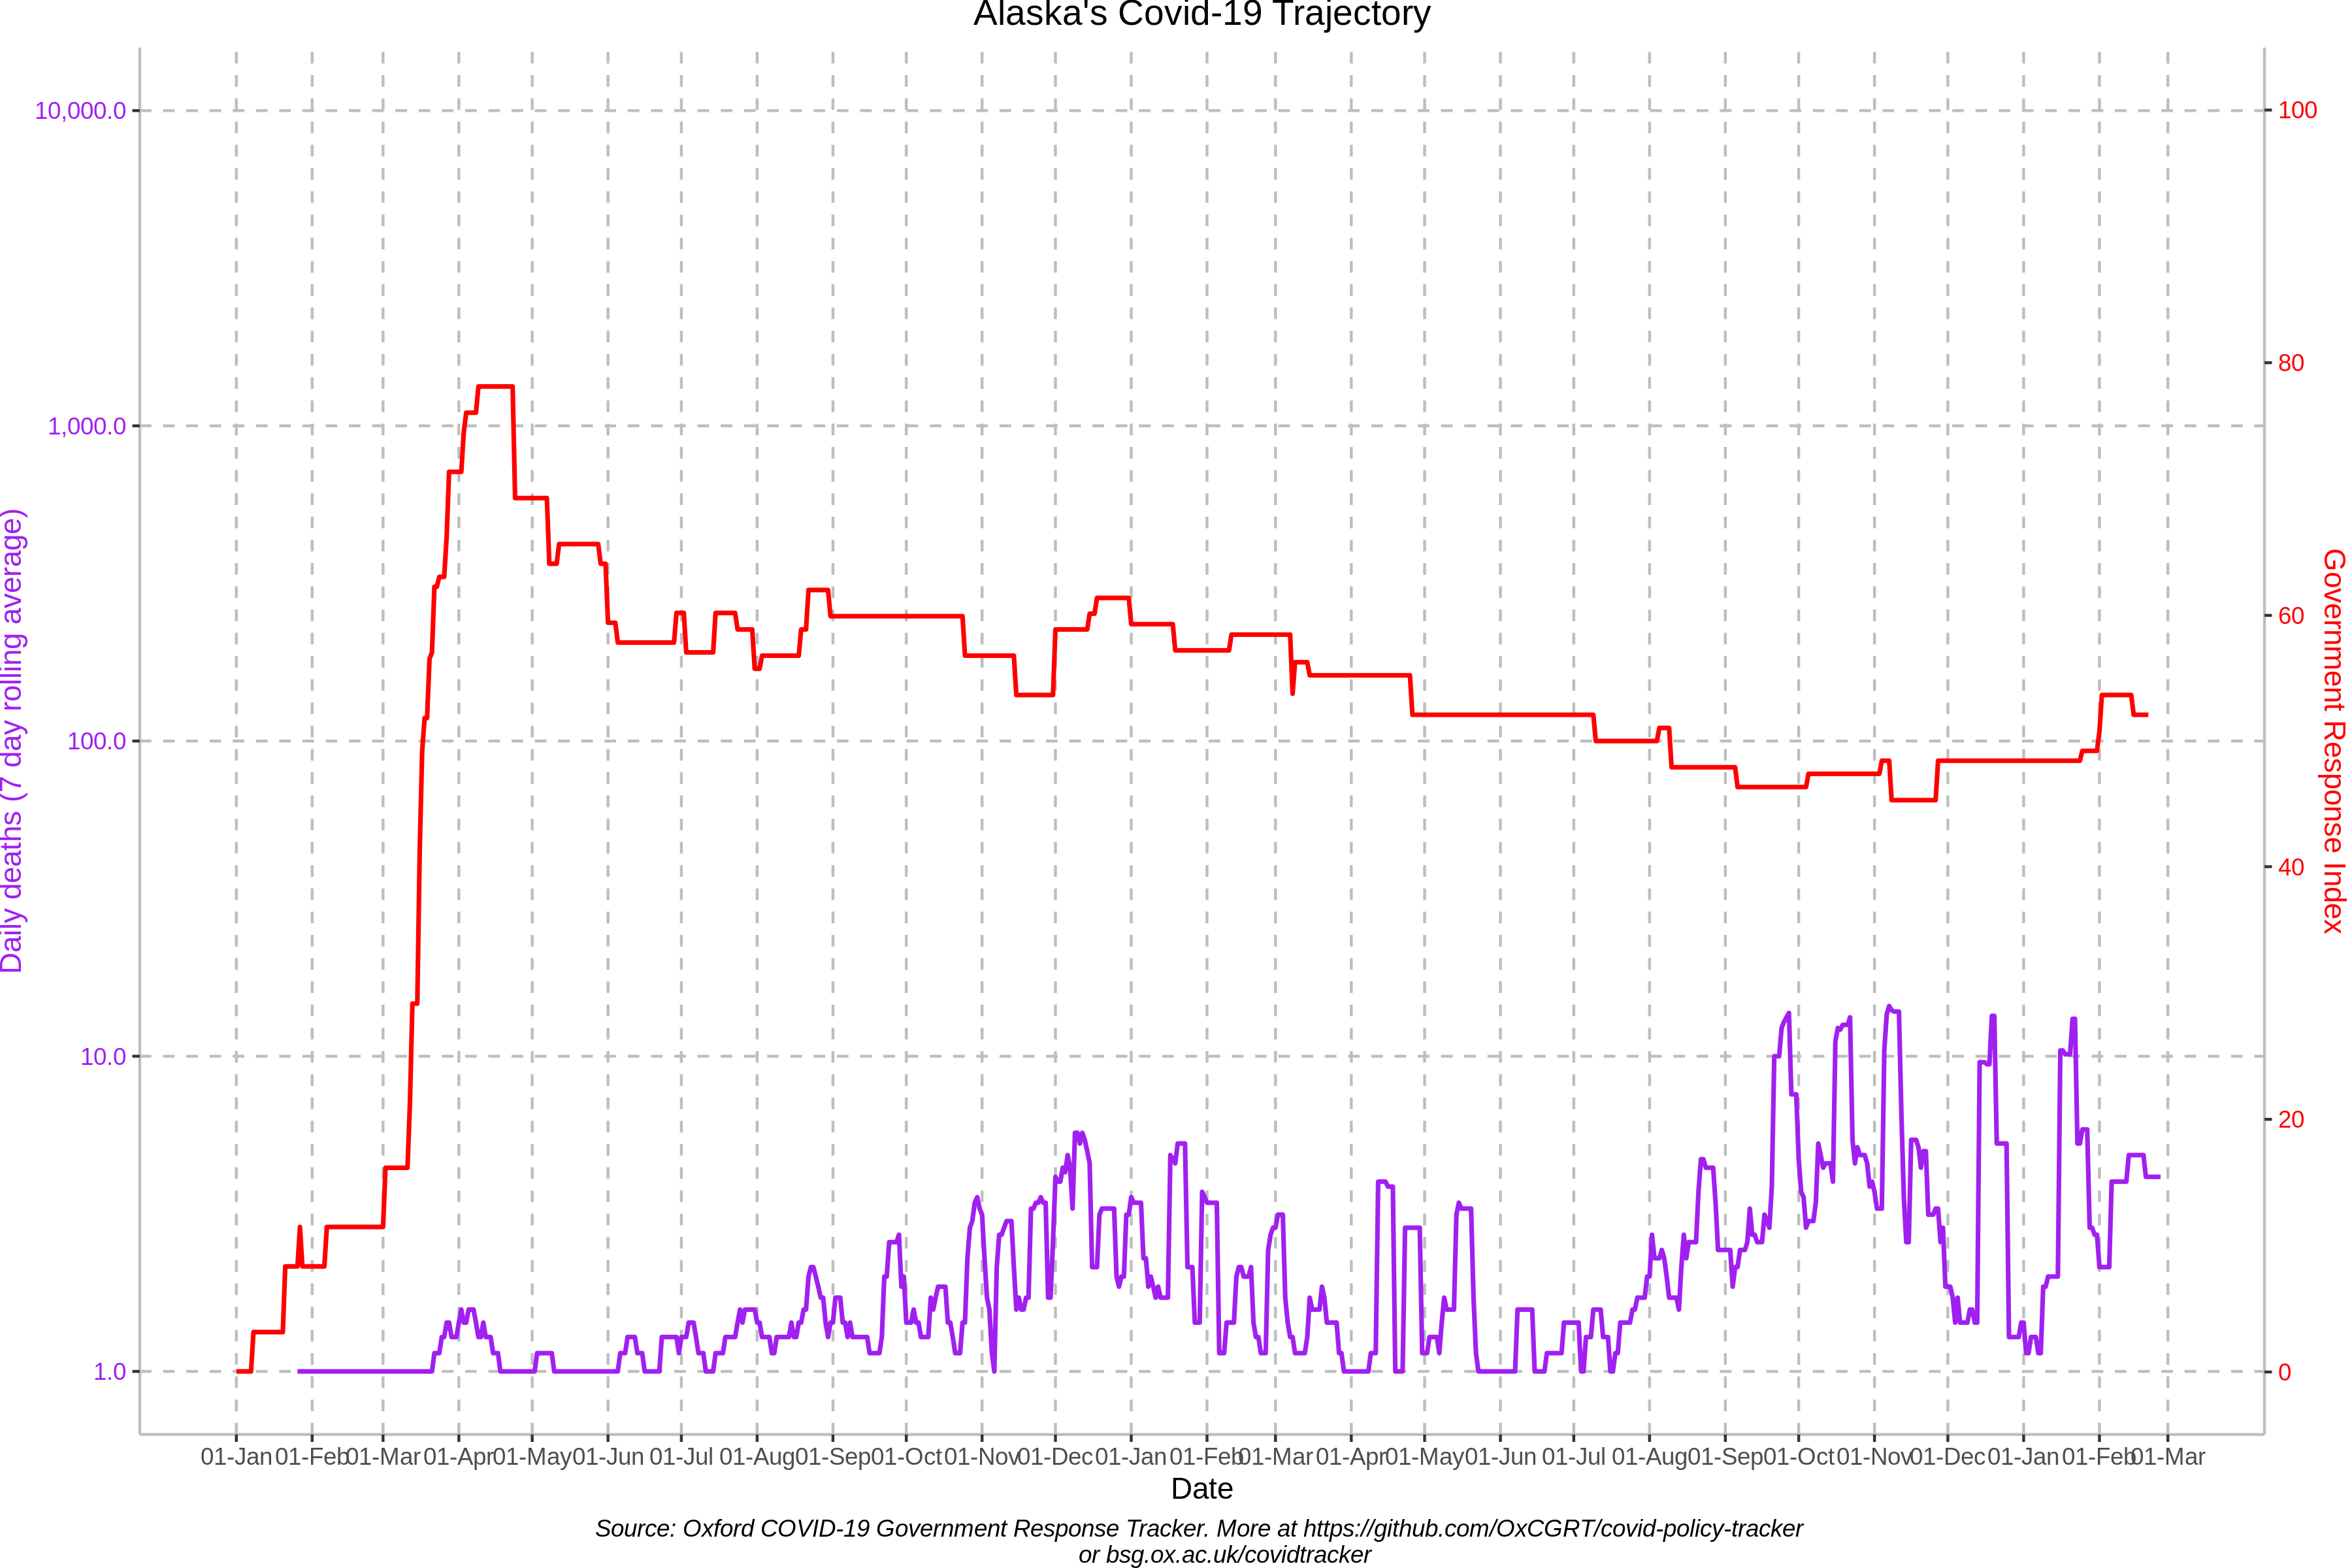 Alaska's Covid-19 Trajectory
10,000.0
1,000.0
100.0
10.0
1.0
Daily deaths (7 day rolling average)
100
80
60
40
20
0
Government Response Index
01-Jan 01-Feb 01-Mar 01-Apr 01-May 01-Jun 01-Jul 01-Aug 01-Sep 01-Oct 01-Nov 01-Dec 01-Jan 01-Feb 01-Mar 01-Apr 01-May 01-Jun 01-Jul 01-Aug 01-Sep 01-Oct 01-Nov 01-Dec 01-Jan 01-Feb 01-Mar
Date
Source: Oxford COVID-19 Government Response Tracker. More at https://github.com/OxCGRT/covid-policy-tracker
or bsg.ox.ac.uk/covidtracker